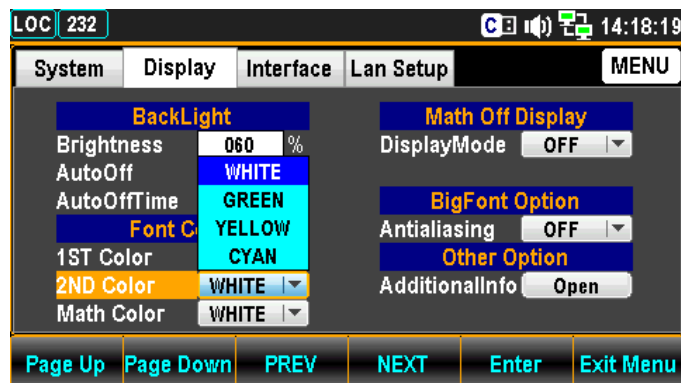 LOC 232 C 14:18:19
System Display Interface Lan Setup MENU
BackLight
Brightness 060 %
AutoOff
AutoOffTime
Font C
1ST Color
2ND Color WHITE
Math Color WHITE
WHITE
GREEN
YELLOW
CYAN
Math Off Display
DisplayMode OFF
BigFont Option
Antialiasing OFF
Other Option
AdditionalInfo Open
Page Up Page Down PREV NEXT Enter Exit Menu